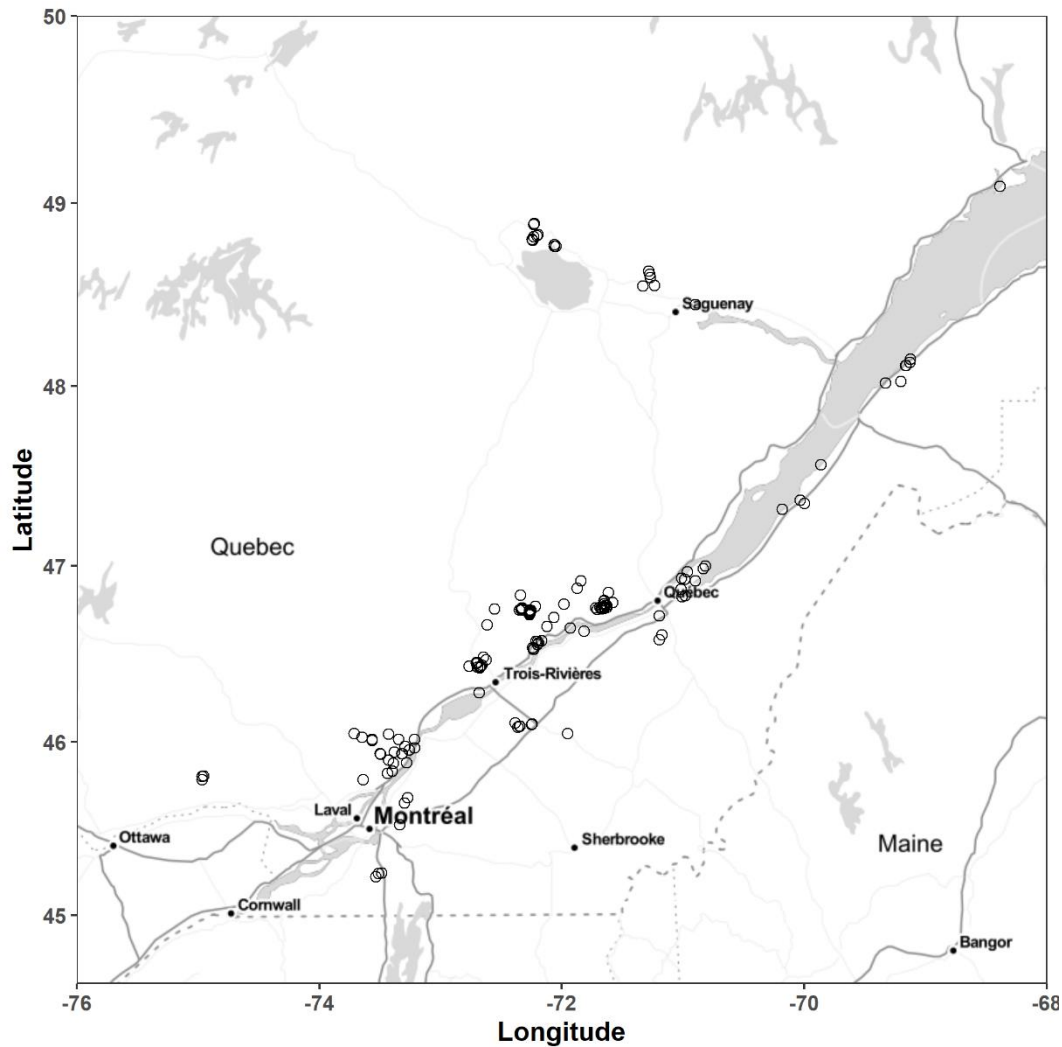 50
49
Saguenay
48
Latitude
47
Quebec
Québec
Trois-Rivières
46
Laval
Montréal
Ottawa
Sherbrooke
Maine
45
Cornwall
Bangor
-76
-74
-72
-70
-68
Longitude